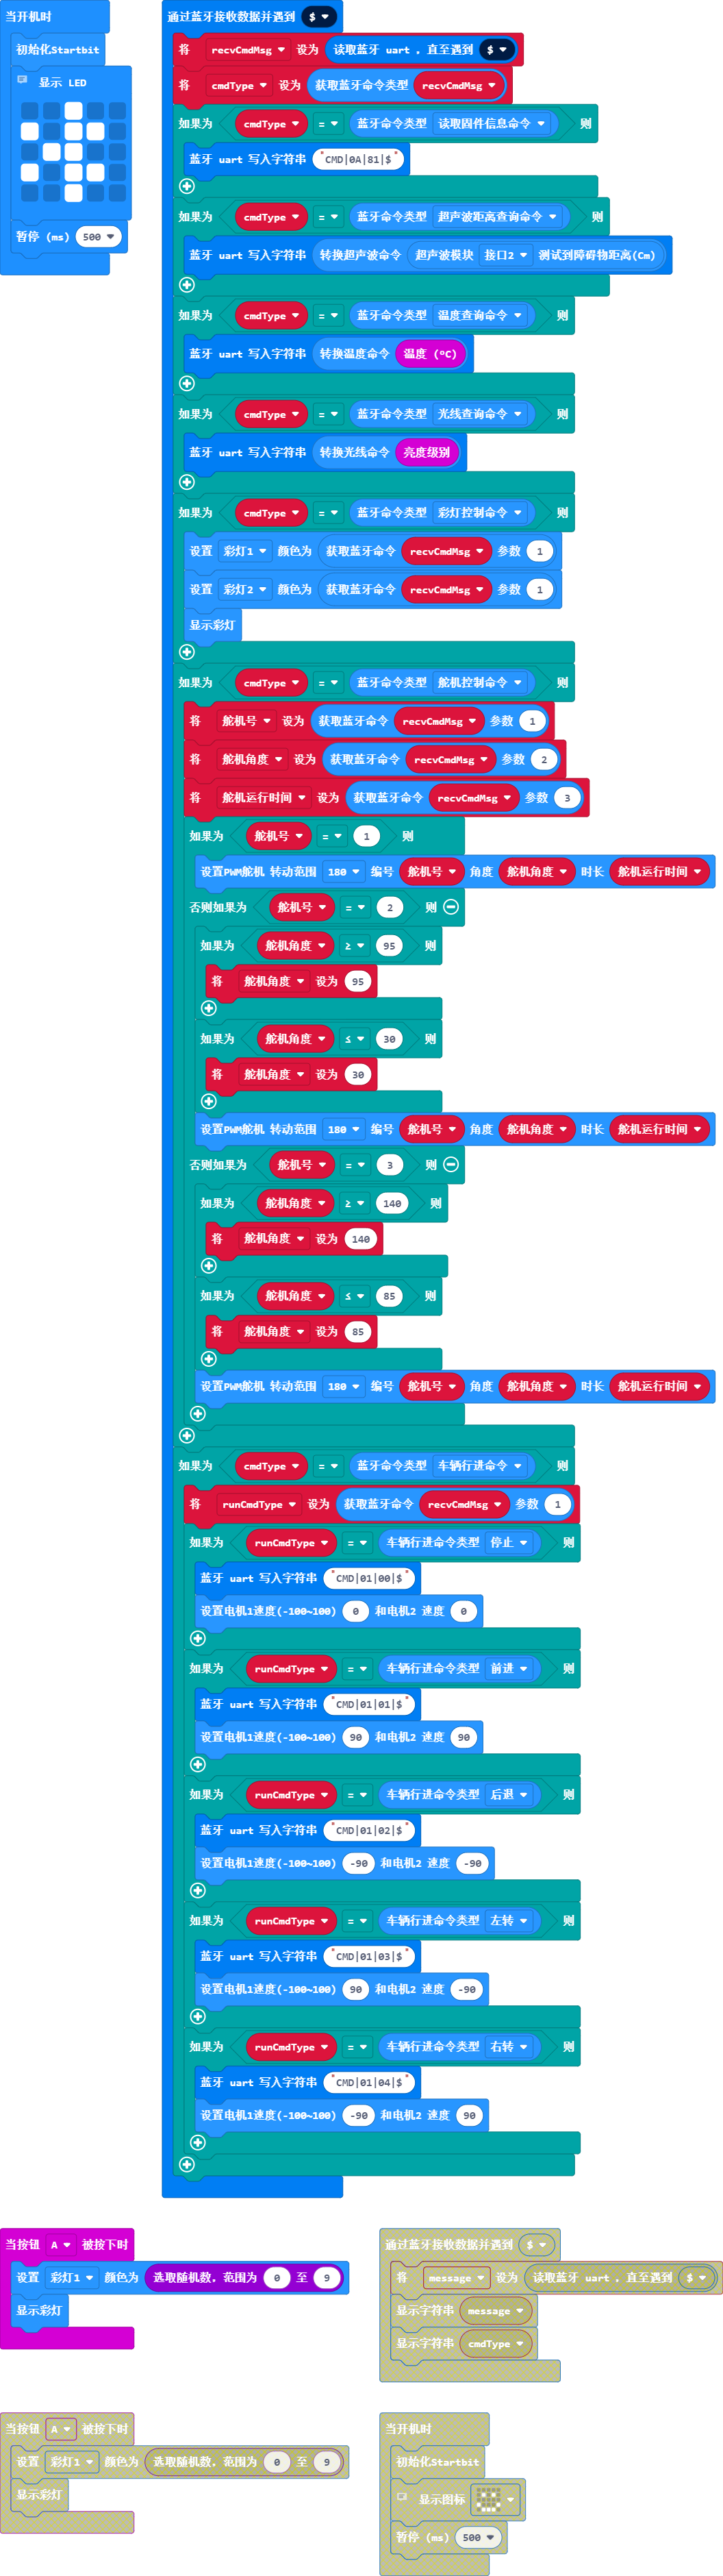 当开机时
初始化Startbit
显示 LED
暂停 (ms) 500
通过蓝牙接收数据并遇到 $
将 recvCmdMsg 设为 读取蓝牙 uart ，直至遇到 $
将 cmdType 设为 获取蓝牙命令类型 recvCmdMsg
如果为 cmdType = 蓝牙命令类型 读取固件信息命令 则
蓝牙 uart 写入字符串 "CMD|0A|81|$"
如果为 cmdType = 蓝牙命令类型 超声波距离查询命令 则
蓝牙 uart 写入字符串 转换超声波命令 超声波模块 接口2 测试到障碍物距离(Cm)
如果为 cmdType = 蓝牙命令类型 温度查询命令 则
蓝牙 uart 写入字符串 转换温度命令 温度 (°C)
如果为 cmdType = 蓝牙命令类型 光线查询命令 则
蓝牙 uart 写入字符串 转换光线命令 亮度级别
如果为 cmdType = 蓝牙命令类型 彩灯控制命令 则
设置 彩灯1 颜色为 获取蓝牙命令 recvCmdMsg 参数 1
设置 彩灯2 颜色为 获取蓝牙命令 recvCmdMsg 参数 1
显示彩灯
如果为 cmdType = 蓝牙命令类型 舵机控制命令 则
将 舵机号 设为 获取蓝牙命令 recvCmdMsg 参数 1
将 舵机角度 设为 获取蓝牙命令 recvCmdMsg 参数 2
将 舵机运行时间 设为 获取蓝牙命令 recvCmdMsg 参数 3
如果为 舵机号 = 1 则
设置PWM舵机 转动范围 180 编号 舵机号 角度 舵机角度 时长 舵机运行时间
否则如果为 舵机号 = 2 则
如果为 舵机角度 ≥ 95 则
将 舵机角度 设为 95
如果为 舵机角度 ≤ 30 则
将 舵机角度 设为 30
设置PWM舵机 转动范围 180 编号 舵机号 角度 舵机角度 时长 舵机运行时间
否则如果为 舵机号 = 3 则
如果为 舵机角度 ≥ 140 则
将 舵机角度 设为 140
如果为 舵机角度 ≤ 85 则
将 舵机角度 设为 85
设置PWM舵机 转动范围 180 编号 舵机号 角度 舵机角度 时长 舵机运行时间
如果为 cmdType = 蓝牙命令类型 车辆行进命令 则
将 runCmdType 设为 获取蓝牙命令 recvCmdMsg 参数 1
如果为 runCmdType = 车辆行进命令类型 停止 则
蓝牙 uart 写入字符串 "CMD|01|00|$"
设置电机1速度(-100~100) 0 和电机2 速度 0
如果为 runCmdType = 车辆行进命令类型 前进 则
蓝牙 uart 写入字符串 "CMD|01|01|$"
设置电机1速度(-100~100) 90 和电机2 速度 90
如果为 runCmdType = 车辆行进命令类型 后退 则
蓝牙 uart 写入字符串 "CMD|01|02|$"
设置电机1速度(-100~100) -90 和电机2 速度 -90
如果为 runCmdType = 车辆行进命令类型 左转 则
蓝牙 uart 写入字符串 "CMD|01|03|$"
设置电机1速度(-100~100) 90 和电机2 速度 -90
如果为 runCmdType = 车辆行进命令类型 右转 则
蓝牙 uart 写入字符串 "CMD|01|04|$"
设置电机1速度(-100~100) -90 和电机2 速度 90
当按钮 A 被按下时
设置 彩灯1 颜色为 选取随机数，范围为 0 至 9
显示彩灯
通过蓝牙接收数据并遇到 $
将 message 设为 读取蓝牙 uart ，直至遇到 $
显示字符串 message
显示字符串 cmdType
当按钮 A 被按下时
设置 彩灯1 颜色为 选取随机数，范围为 0 至 9
显示彩灯
当开机时
初始化Startbit
显示图标
暂停 (ms) 500